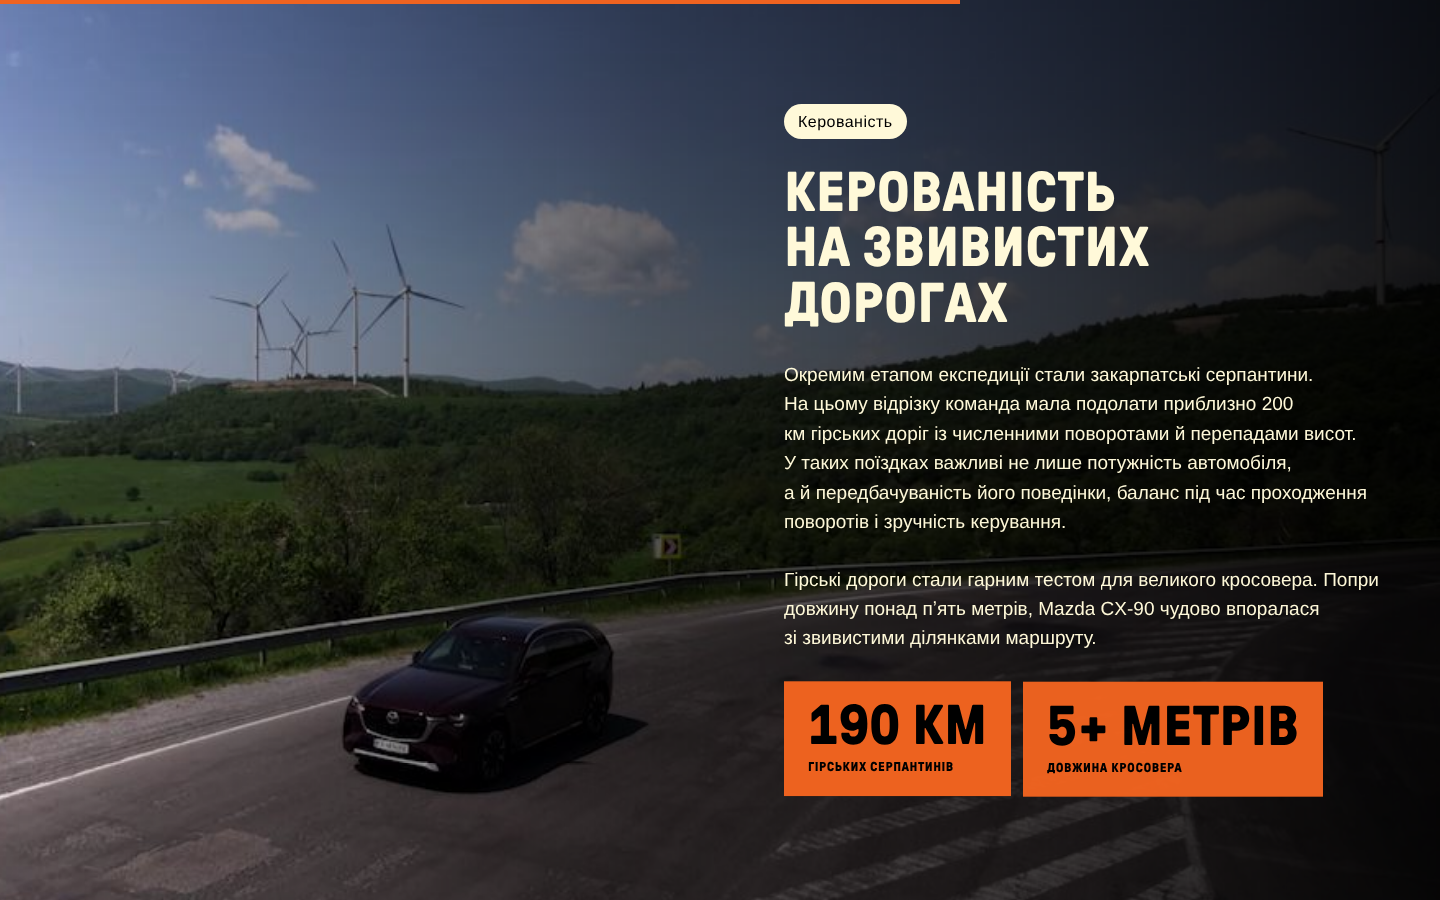 Керованість
КЕРОВАНІСТЬ
НА ЗВИВИСТИХ
ДОРОГАХ
Окремим етапом експедиції стали закарпатські серпантини.
На цьому відрізку команда мала подолати приблизно 200
км гірських доріг із численними поворотами й перепадами висот.
У таких поїздках важливі не лише потужність автомобіля,
а й передбачуваність його поведінки, баланс під час проходження
поворотів і зручність керування.
Гірські дороги стали гарним тестом для великого кросовера. Попри
довжину понад п’ять метрів, Mazda CX-90 чудово впоралася
зі звивистими ділянками маршруту.
190 КМ
ГІРСЬКИХ СЕРПАНТИНІВ
5+ МЕТРІВ
ДОВЖИНА КРОСОВЕРА